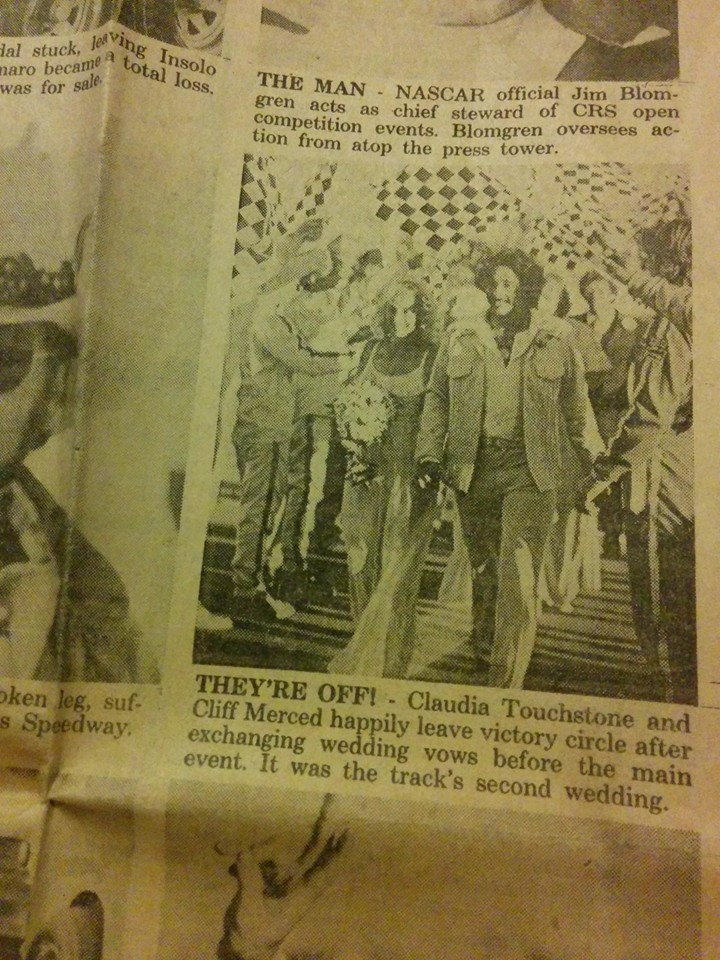 dal stuck, leaving Insolo
maro became a total loss.
was for sale.
THE MAN - NASCAR official Jim Blom-
gren acts as chief steward of CRS open
competition events. Blomgren oversees ac-
tion from atop the press tower.
oken leg, suf-
s Speedway.
THEY'RE OFF! - Claudia Touchstone and
Cliff Merced happily leave victory circle after
exchanging wedding vows before the main
event. It was the track's second wedding.